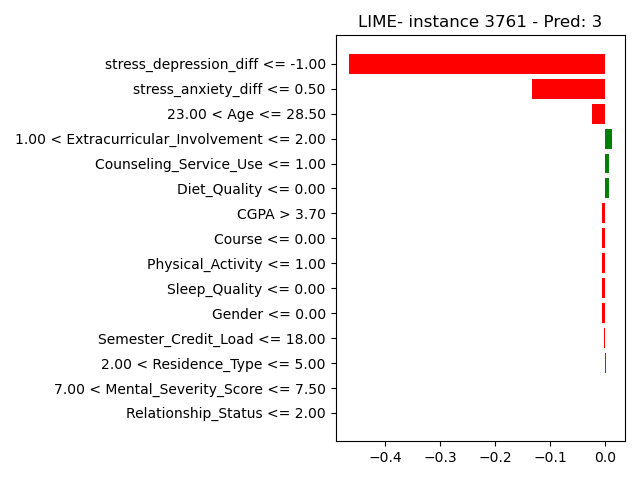 LIME- instance 3761 - Pred: 3
stress_depression_diff <= -1.00
stress_anxiety_diff <= 0.50
23.00 < Age <= 28.50
1.00 < Extracurricular_Involvement <= 2.00
Counseling_Service_Use <= 1.00
Diet_Quality <= 0.00
CGPA > 3.70
Course <= 0.00
Physical_Activity <= 1.00
Sleep_Quality <= 0.00
Gender <= 0.00
Semester_Credit_Load <= 18.00
2.00 < Residence_Type <= 5.00
7.00 < Mental_Severity_Score <= 7.50
Relationship_Status <= 2.00
−0.4 −0.3 −0.2 −0.1 0.0